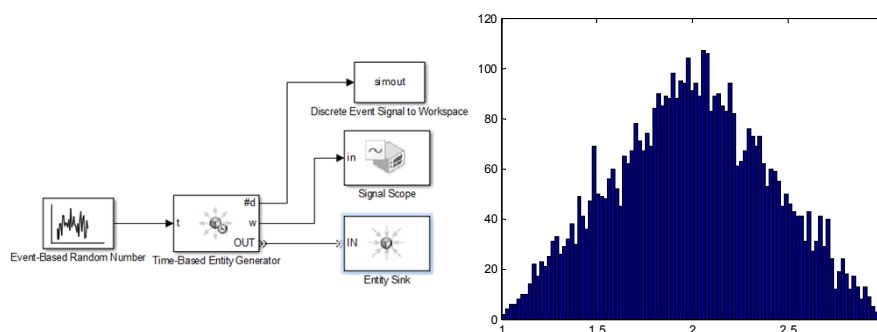 simout
Discrete Event Signal to Workspace
in
Signal Scope
#d
t
w
OUT
IN
Event-Based Random Number
Time-Based Entity Generator
Entity Sink
120
100
80
60
40
20
0
1
1.5
2
2.5